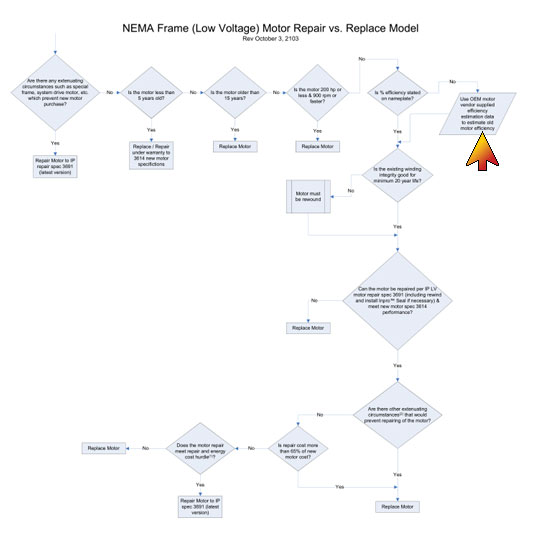 NEMA Frame (Low Voltage) Motor Repair vs. Replace Model
Rev October 3, 2103
Are there any extenuating
circumstances such as special
frame, system drive motor, etc.
which prevent new motor
purchase?
No
Is the motor less than
5 years old?
No
Is the motor older than
15 years?
No
Is the motor 200 hp or
less & 900 rpm or
faster?
No
Is % efficiency stated
on nameplate?
No
Use OEM motor
vendor supplied
efficiency
estimation data
to estimate old
motor efficiency
Yes
Yes
Yes
Yes
Yes
Repair Motor to IP
repair spec 3691
(latest version)
Replace / Repair
under warranty to
3614 new motor
specifictions
Replace Motor
Replace Motor
Is the existing winding
integrity good for
minimum 20 year life?
No
Motor must
be rewound
Yes
Can the motor be repaired per IP LV
motor repair spec 3691 (including rewind
and install Inpro™ Seal if necessary) &
meet new motor spec 3614
performance?
No
Replace Motor
Yes
Are there other extenuating
circumstances that would
prevent repairing of the motor?
No
Is repair cost more
than 65% of new
motor cost?
No
Does the motor repair
meet repair and energy
cost hurdle
No
Replace Motor
Yes
Yes
Yes
Repair Motor to IP
spec 3691 (latest
version)
Replace Motor